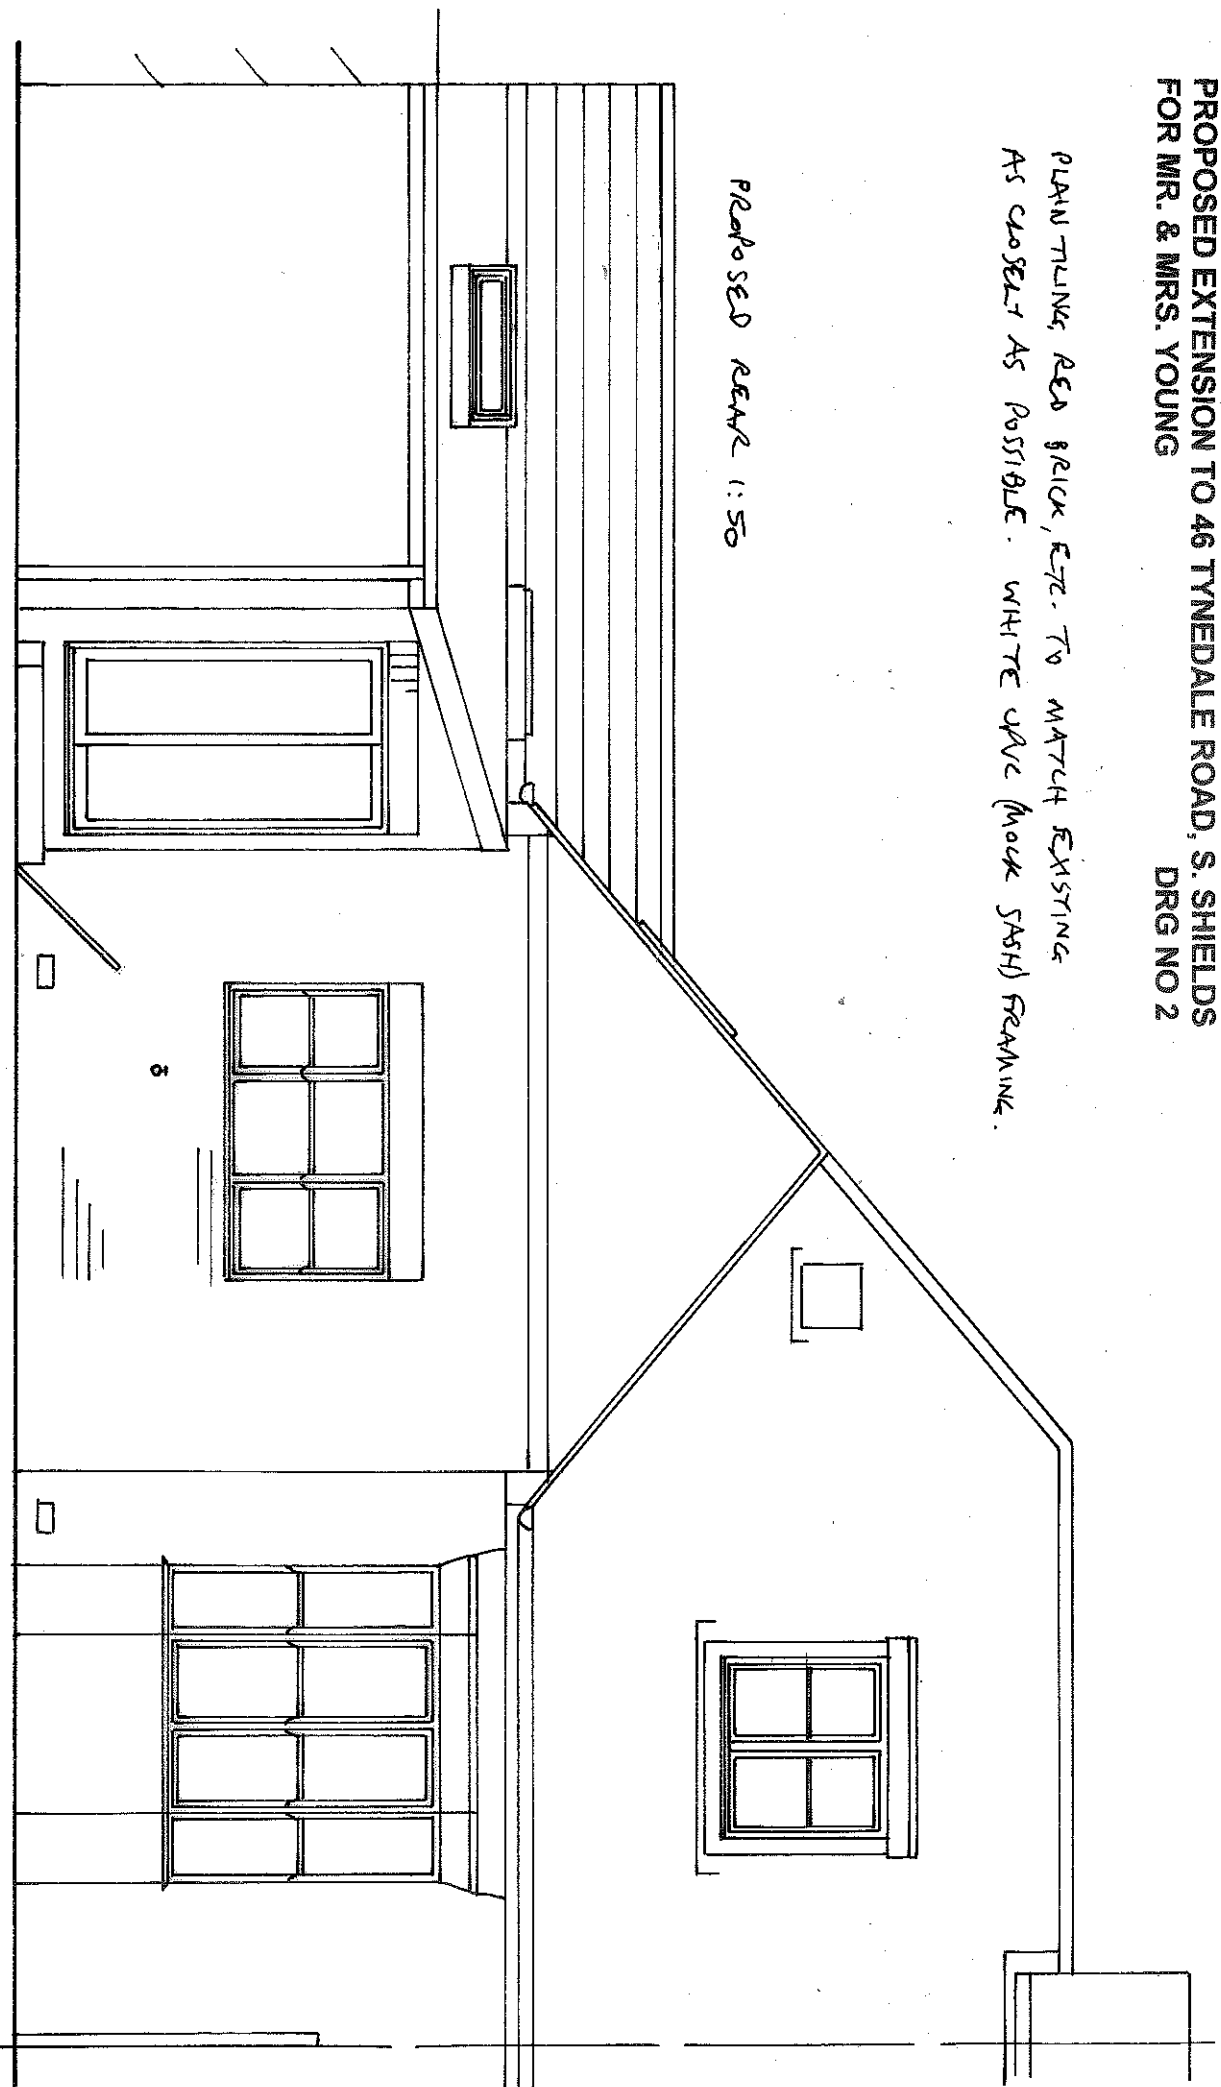 PROPOSED EXTENSION TO 46 TYNEDALE ROAD, S. SHIELDS
FOR MR. & MRS. YOUNG DRG NO 2
PLAIN TILING, RED BRICK, ETC. TO MATCH EXISTING
AS CLOSELY AS POSSIBLE. WHITE UPVC (MOCK SASH) FRAMING.
PROPOSED REAR 1:50